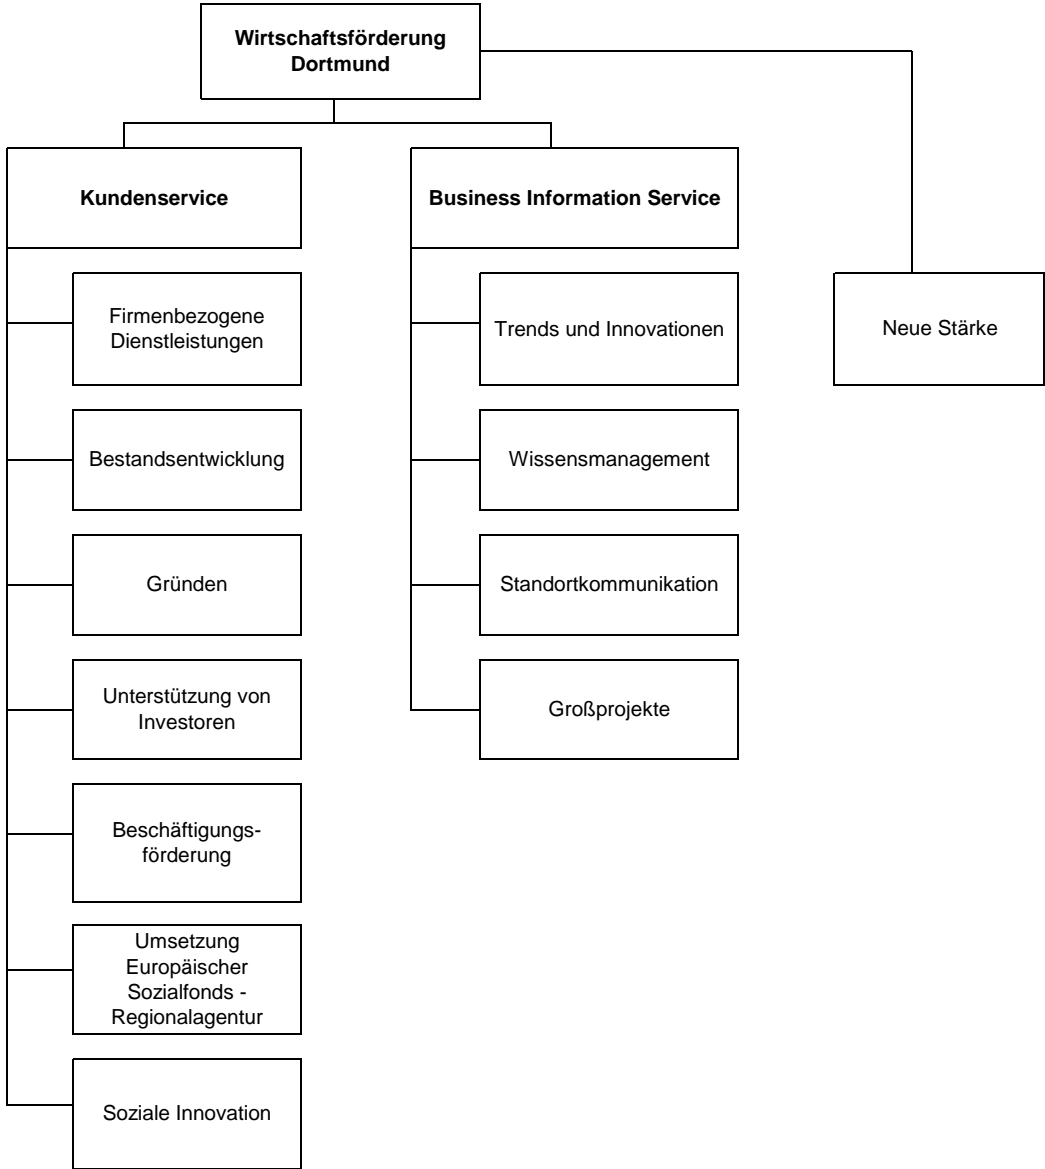 Wirtschaftsförderung
Dortmund
Kundenservice
Business Information Service
Firmenbezogene
Dienstleistungen
Trends und Innovationen
Neue Stärke
Bestandsentwicklung
Wissensmanagement
Gründen
Standortkommunikation
Unterstützung von
Investoren
Großprojekte
Beschäftigungs-
förderung
Umsetzung
Europäischer
Sozialfonds -
Regionalagentur
Soziale Innovation